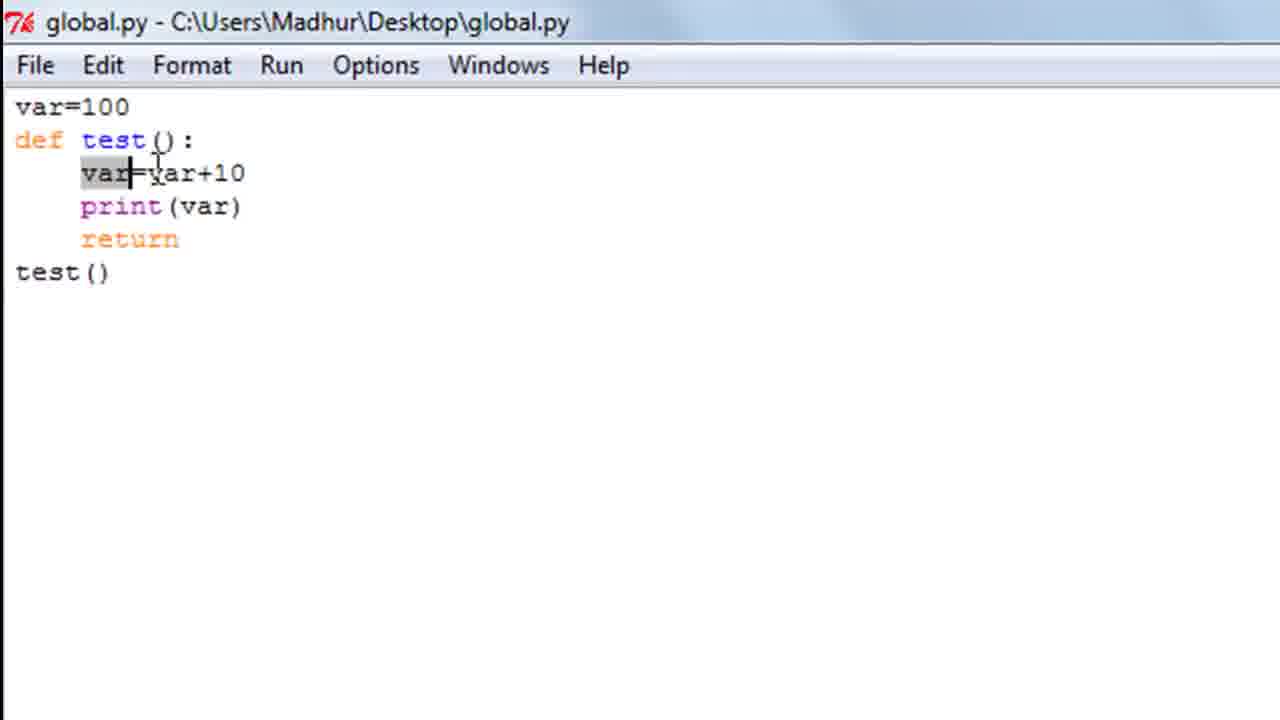 global.py - C:\Users\Madhur\Desktop\global.py
File Edit Format Run Options Windows Help
var=100
def test():
    var=var+10
    print(var)
    return
test()